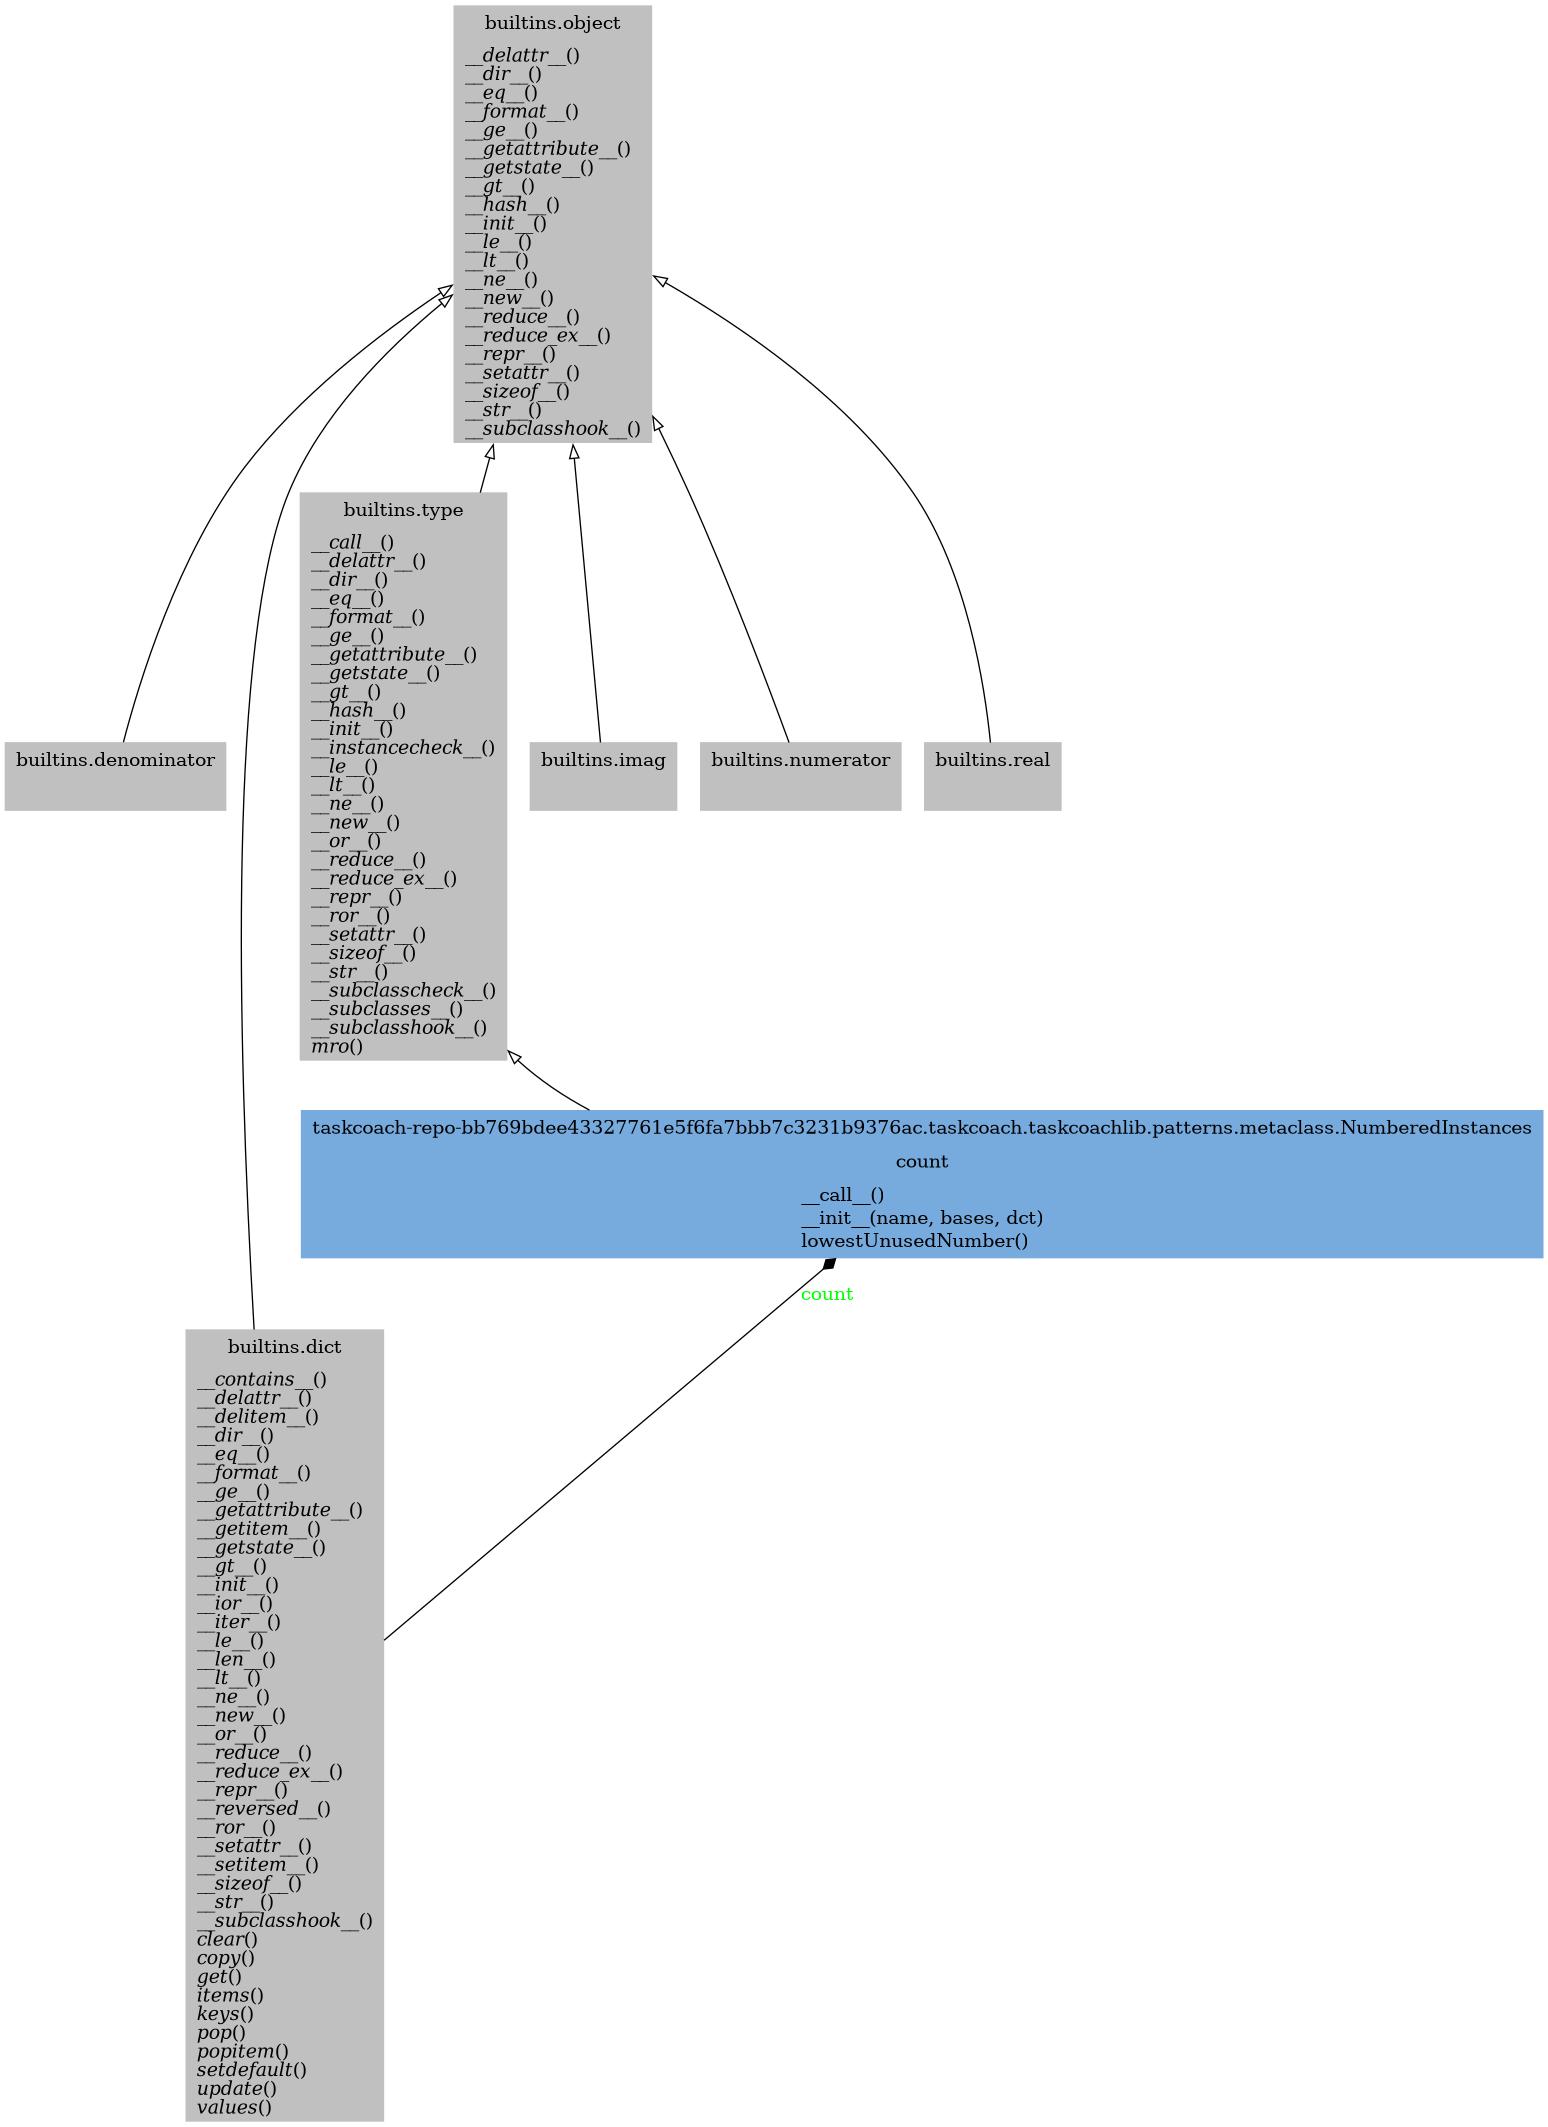 builtins.object
__delattr__()
__dir__()
__eq__()
__format__()
__ge__()
__getattribute__()
__getstate__()
__gt__()
__hash__()
__init__()
__le__()
__lt__()
__ne__()
__new__()
__reduce__()
__reduce_ex__()
__repr__()
__setattr__()
__sizeof__()
__str__()
__subclasshook__()
builtins.type
__call__()
__delattr__()
__dir__()
__eq__()
__format__()
__ge__()
__getattribute__()
__getstate__()
__gt__()
__hash__()
__init__()
__instancecheck__()
__le__()
__lt__()
__ne__()
__new__()
__or__()
__reduce__()
__reduce_ex__()
__repr__()
__ror__()
__setattr__()
__sizeof__()
__str__()
__subclasscheck__()
__subclasses__()
__subclasshook__()
mro()
builtins.denominator
builtins.imag
builtins.numerator
builtins.real
taskcoach-repo-bb769bdee43327761e5f6fa7bbb7c3231b9376ac.taskcoach.taskcoachlib.patterns.metaclass.NumberedInstances
count
__call__()
__init__(name, bases, dct)
lowestUnusedNumber()
count
builtins.dict
__contains__()
__delattr__()
__delitem__()
__dir__()
__eq__()
__format__()
__ge__()
__getattribute__()
__getitem__()
__getstate__()
__gt__()
__init__()
__ior__()
__iter__()
__le__()
__len__()
__lt__()
__ne__()
__new__()
__or__()
__reduce__()
__reduce_ex__()
__repr__()
__reversed__()
__ror__()
__setattr__()
__setitem__()
__sizeof__()
__str__()
__subclasshook__()
clear()
copy()
get()
items()
keys()
pop()
popitem()
setdefault()
update()
values()